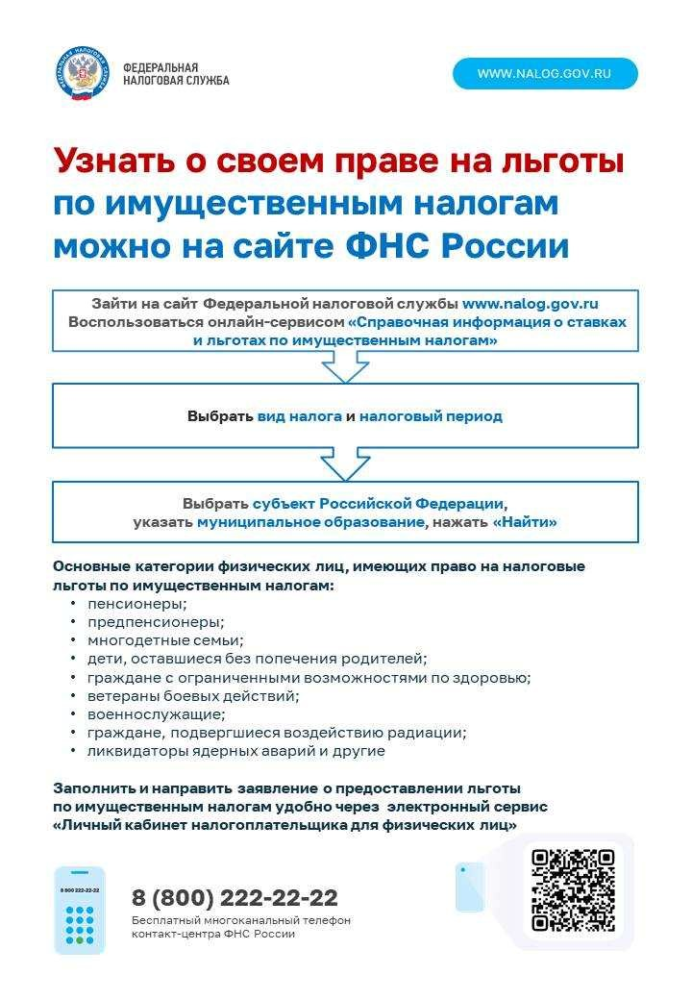 ФЕДЕРАЛЬНАЯ НАЛОГОВАЯ СЛУЖБА
ФЕДЕРАЛЬНАЯ
НАЛОГОВАЯ СЛУЖБА
WWW.NALOG.GOV.RU
Узнать о своем праве на льготы
по имущественным налогам
можно на сайте ФНС России
Зайти на сайт Федеральной налоговой службы www.nalog.gov.ru
Воспользоваться онлайн-сервисом «Справочная информация о ставках
и льготах по имущественным налогам»
Выбрать вид налога и налоговый период
Выбрать субъект Российской Федерации,
указать муниципальное образование, нажать «Найти»
Основные категории физических лиц, имеющих право на налоговые
льготы по имущественным налогам:
• пенсионеры;
• предпенсионеры;
• многодетные семьи;
• дети, оставшиеся без попечения родителей;
• граждане с ограниченными возможностями по здоровью;
• ветераны боевых действий;
• военнослужащие;
• граждане, подвергшиеся воздействию радиации;
• ликвидаторы ядерных аварий и другие
Заполнить и направить заявление о предоставлении льготы
по имущественным налогам удобно через электронный сервис
«Личный кабинет налогоплательщика для физических лиц»
8 800 222-22-22
8 (800) 222-22-22
Бесплатный многоканальный телефон
контакт-центра ФНС России